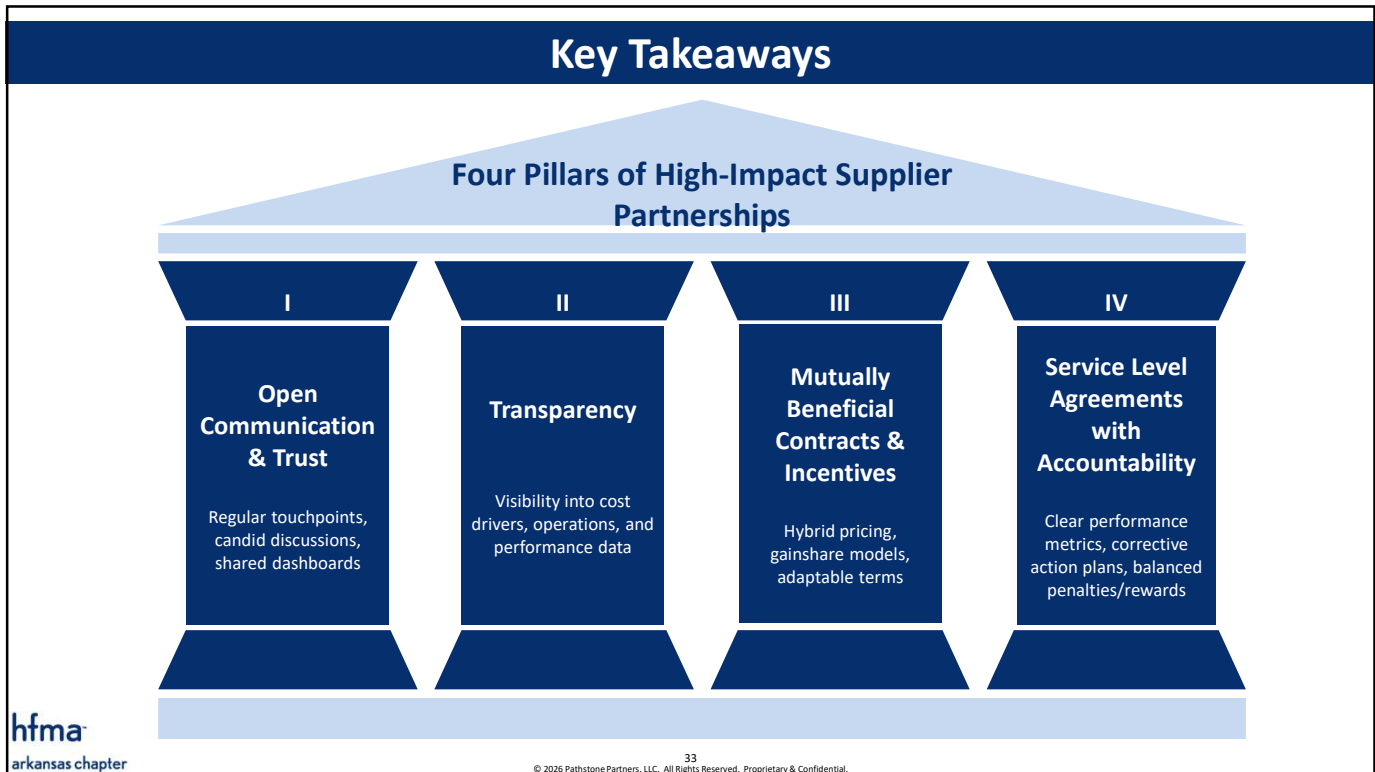 Key Takeaways
Four Pillars of High-Impact Supplier
Partnerships
I
Open
Communication
& Trust
Regular touchpoints,
candid discussions,
shared dashboards
II
Transparency
Visibility into cost
drivers, operations, and
performance data
III
Mutually
Beneficial
Contracts &
Incentives
Hybrid pricing,
gainshare models,
adaptable terms
IV
Service Level
Agreements
with
Accountability
Clear performance
metrics, corrective
action plans, balanced
penalties/rewards
hfma™
arkansas chapter
33
© 2026 Pathstone Partners, LLC. All Rights Reserved. Proprietary & Confidential.